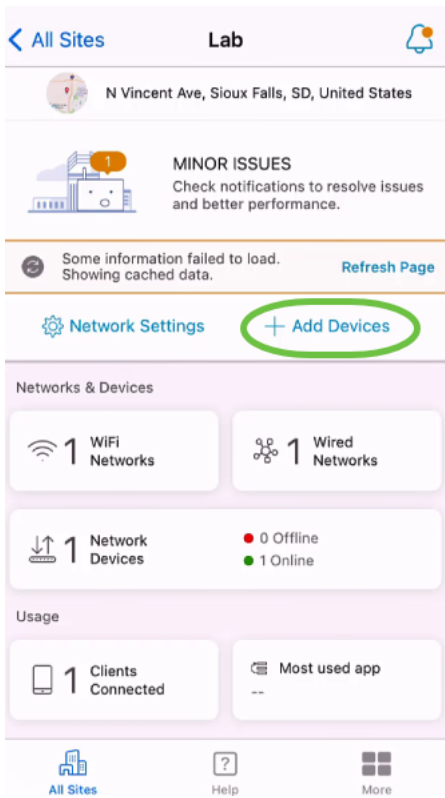 All Sites
Lab
N Vincent Ave, Sioux Falls, SD, United States
1
MINOR ISSUES
Check notifications to resolve issues
and better performance.
Some information failed to load.
Showing cached data.
Refresh Page
Network Settings
+ Add Devices
Networks & Devices
1 WiFi
Networks
1 Wired
Networks
1 Network
Devices
0 Offline
1 Online
Usage
1 Clients
Connected
Most used app
--
All Sites
?
Help
More